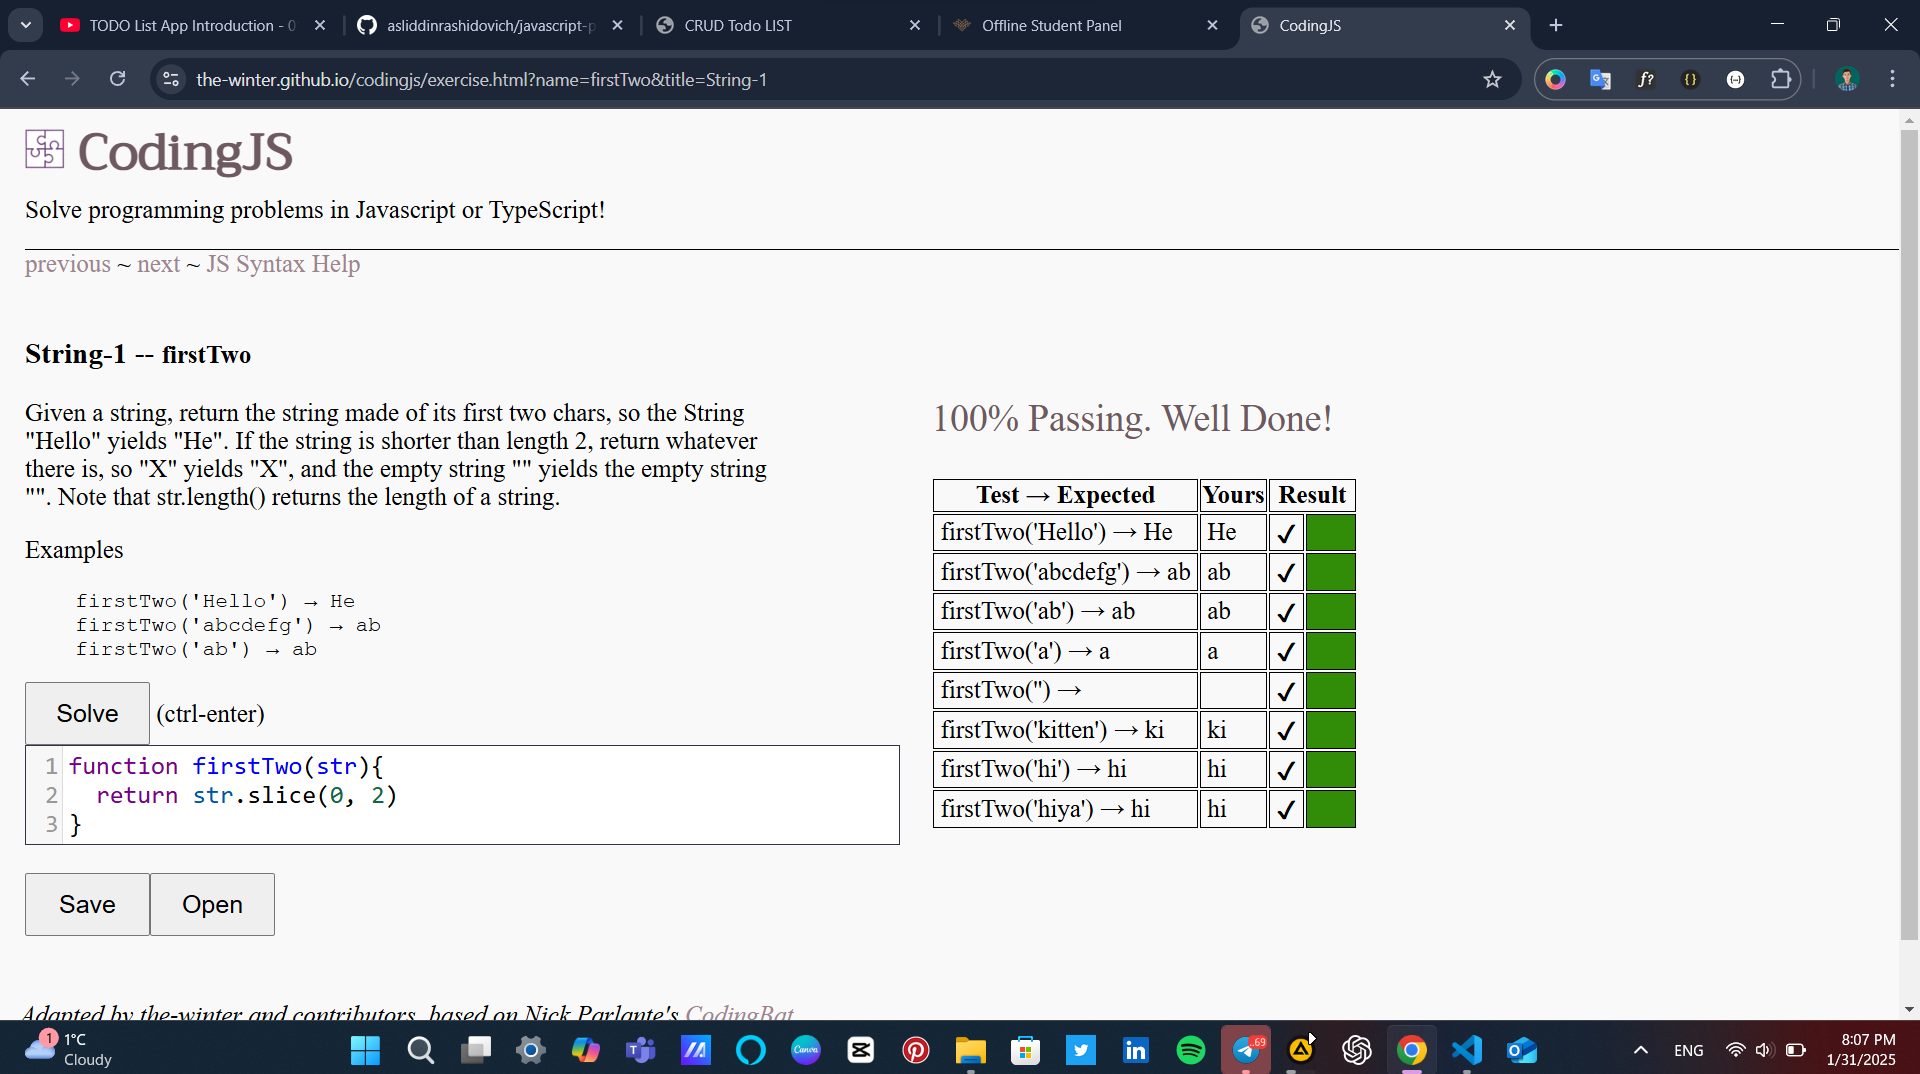 TODO List App Introduction - 0
asliddinrashidovich/javascript-p
CRUD Todo LIST
Offline Student Panel
CodingJS
the-winter.github.io/codingjs/exercise.html?name=firstTwo&title=String-1
f?
CodingJS
Solve programming problems in Javascript or TypeScript!
previous ~ next ~ JS Syntax Help
String-1 -- firstTwo
Given a string, return the string made of its first two chars, so the String
"Hello" yields "He". If the string is shorter than length 2, return whatever
there is, so "X" yields "X", and the empty string "" yields the empty string
"". Note that str.length() returns the length of a string.
Examples
firstTwo('Hello') → He
firstTwo('abcdefg') → ab
firstTwo('ab') → ab
Solve (ctrl-enter)
1 function firstTwo(str){
2 return str.slice(0, 2)
3 }
Save Open
100% Passing. Well Done!
Test → Expected Yours Result
firstTwo('Hello') → He He ✓
firstTwo('abcdefg') → ab ab ✓
firstTwo('ab') → ab ab ✓
firstTwo('a') → a a ✓
firstTwo('') → ✓
firstTwo('kitten') → ki ki ✓
firstTwo('hi') → hi hi ✓
firstTwo('hiya') → hi hi ✓
Adapted by the-winter and contributors, based on Nick Parlante's CodingBat
1
1°C
Cloudy
Canva
..69
ENG
8:07 PM
1/31/2025